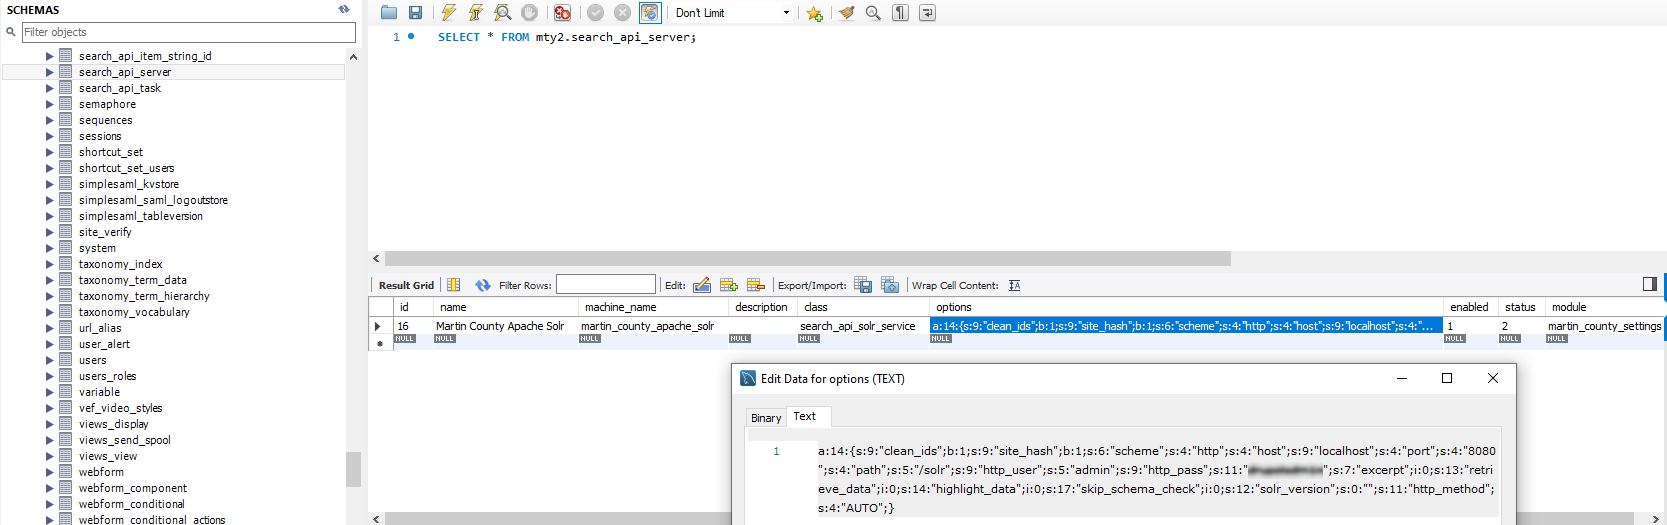 SCHEMAS
Filter objects
search_api_item_string_id
search_api_server
search_api_task
semaphore
sequences
sessions
shortcut_set
shortcut_set_users
simplesaml_kvstore
simplesaml_saml_logoutstore
simplesaml_tableversion
site_verify
system
taxonomy_index
taxonomy_term_data
taxonomy_term_hierarchy
taxonomy_vocabulary
url_alias
user_alert
users
users_roles
variable
vef_video_styles
views_display
views_send_spool
views_view
webform
webform_component
webform_conditional
webform_conditional_actions
Don't Limit
1 SELECT * FROM mty2.search_api_server;
Result Grid Filter Rows: Edit: Export/Import: Wrap Cell Content:
id name machine_name description class options enabled status module
16 Martin County Apache Solr martin_county_apache_solr search_api_solr_service a:14:{s:9:"clean_ids";b:1;s:9:"site_hash";b:1;s:6:"scheme";s:4:"http";s:4:"host";s:9:"localhost";s:4:"... 1 2 martin_county_settings
NULL NULL NULL NULL NULL NULL NULL NULL NULL
Edit Data for options (TEXT)
Binary Text
1 a:14:{s:9:"clean_ids";b:1;s:9:"site_hash";b:1;s:6:"scheme";s:4:"http";s:4:"host";s:9:"localhost";s:4:"port";s:4:"8080
";s:4:"path";s:5:"/solr";s:9:"http_user";s:5:"admin";s:9:"http_pass";s:11:"";s:7:"excerpt";i:0;s:13:"retri
eve_data";i:0;s:14:"highlight_data";i:0;s:17:"skip_schema_check";i:0;s:12:"solr_version";s:0:"";s:11:"http_method";
s:4:"AUTO";}